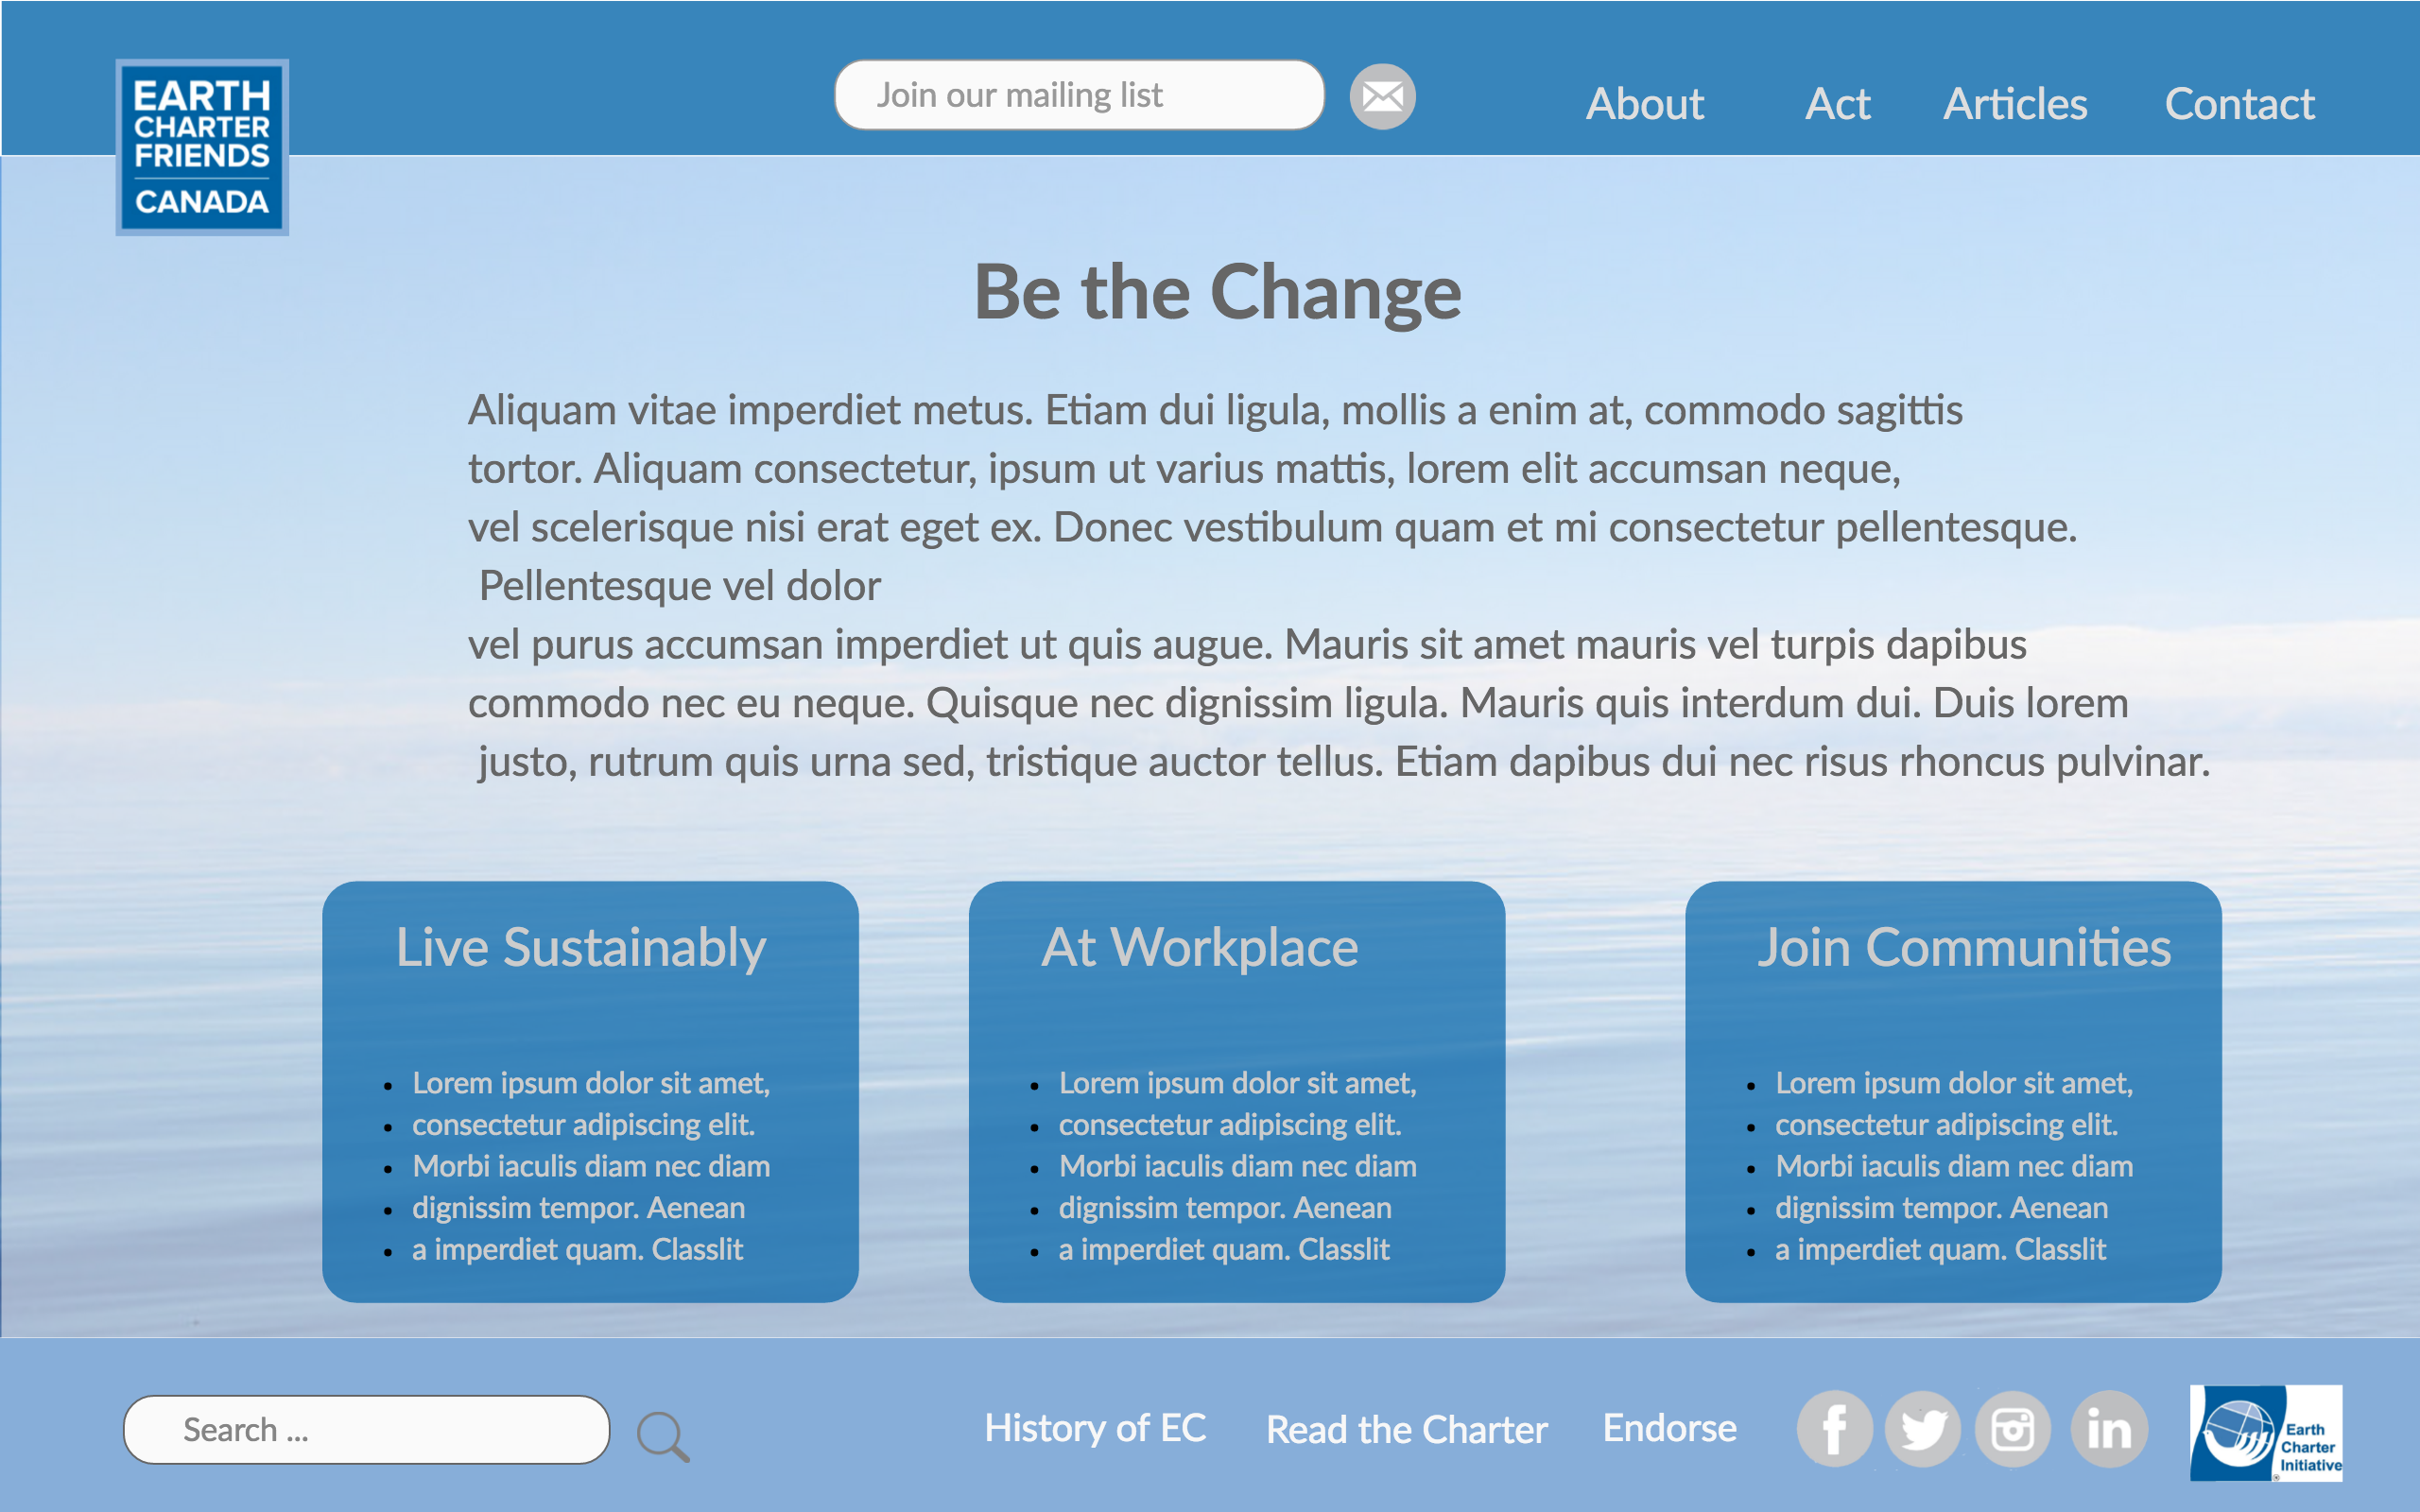 EARTH
CHARTER
FRIENDS
CANADA
Join our mailing list
About
Act
Articles
Contact
Be the Change
Aliquam vitae imperdiet metus. Etiam dui ligula, mollis a enim at, commodo sagittis
tortor. Aliquam consectetur, ipsum ut varius mattis, lorem elit accumsan neque,
vel scelerisque nisi erat eget ex. Donec vestibulum quam et mi consectetur pellentesque.
Pellentesque vel dolor
vel purus accumsan imperdiet ut quis augue. Mauris sit amet mauris vel turpis dapibus
commodo nec eu neque. Quisque nec dignissim ligula. Mauris quis interdum dui. Duis lorem
justo, rutrum quis urna sed, tristique auctor tellus. Etiam dapibus dui nec risus rhoncus pulvinar.
Live Sustainably
• Lorem ipsum dolor sit amet,
• consectetur adipiscing elit.
• Morbi iaculis diam nec diam
• dignissim tempor. Aenean
• a imperdiet quam. Classlit
At Workplace
• Lorem ipsum dolor sit amet,
• consectetur adipiscing elit.
• Morbi iaculis diam nec diam
• dignissim tempor. Aenean
• a imperdiet quam. Classlit
Join Communities
• Lorem ipsum dolor sit amet,
• consectetur adipiscing elit.
• Morbi iaculis diam nec diam
• dignissim tempor. Aenean
• a imperdiet quam. Classlit
Search ...
History of EC
Read the Charter
Endorse
f
in
Earth
Charter
Initiative
®